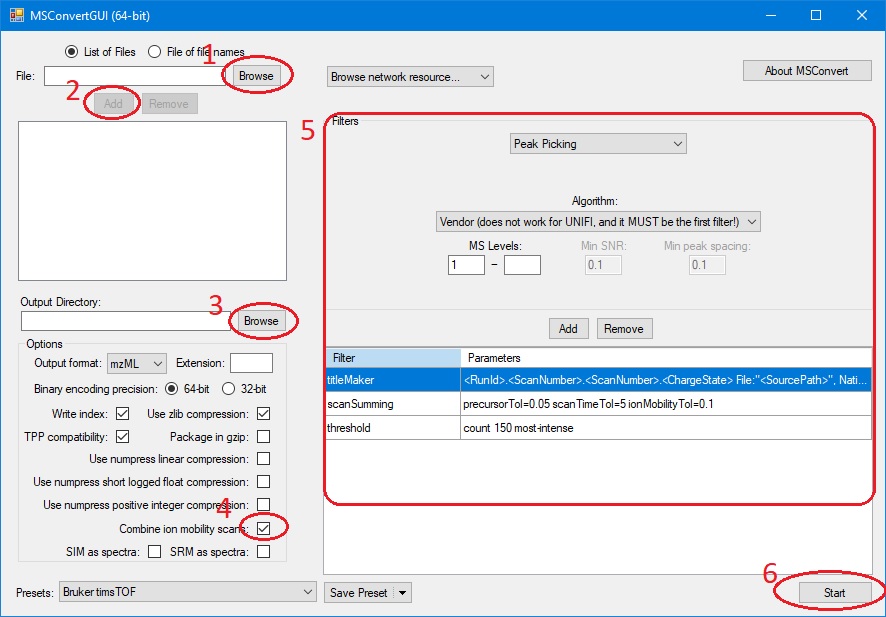 MSConvertGUI (64-bit)
List of Files File of file names
1
File: Browse Browse network resource... About MSConvert
2
Add Remove
5
Filters
Peak Picking
Algorithm:
Vendor (does not work for UNIFI, and it MUST be the first filter!)
MS Levels: Min SNR: Min peak spacing:
1 – 0.1 0.1
Output Directory:
3
Browse
Add Remove
Options
Output format: mzML Extension:
Binary encoding precision: 64-bit 32-bit
Write index: Use zlib compression:
TPP compatibility: Package in gzip:
Use numpress linear compression:
Use numpress short logged float compression:
Use numpress positive integer compression:
4
Combine ion mobility scans:
SIM as spectra: SRM as spectra:
Filter Parameters
titleMaker <RunId>.<ScanNumber>.<ScanNumber>.<ChargeState> File:"<SourcePath>", Nati...
scanSumming precursorTol=0.05 scanTimeTol=5 ionMobilityTol=0.1
threshold count 150 most-intense
6
Presets: Bruker timsTOF Save Preset Start